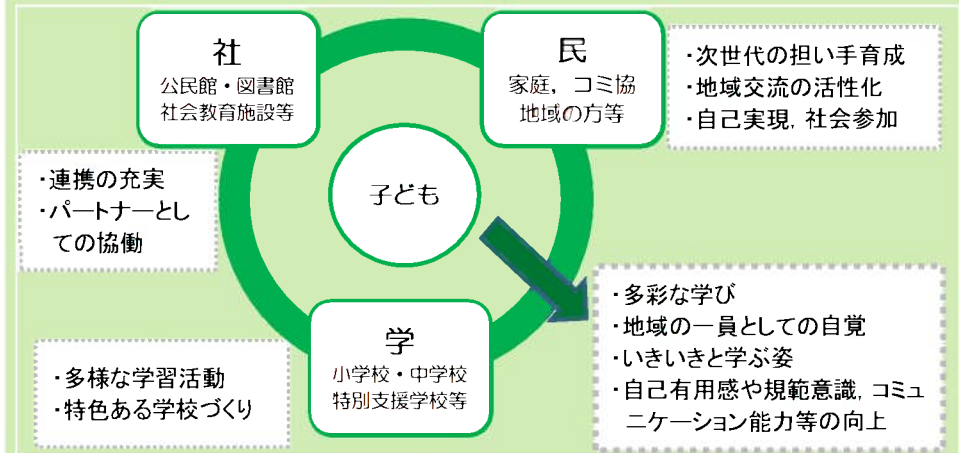 社
公民館・図書館
社会教育施設等
民
家庭，コミ協
地域の方等
・次世代の担い手育成
・地域交流の活性化
・自己実現，社会参加
・連携の充実
・パートナーとし
ての協働
子ども
学
小学校・中学校
特別支援学校等
・多様な学習活動
・特色ある学校づくり
・多彩な学び
・地域の一員としての自覚
・いきいきと学ぶ姿
・自己有用感や規範意識，コミュ
ニケーション能力等の向上